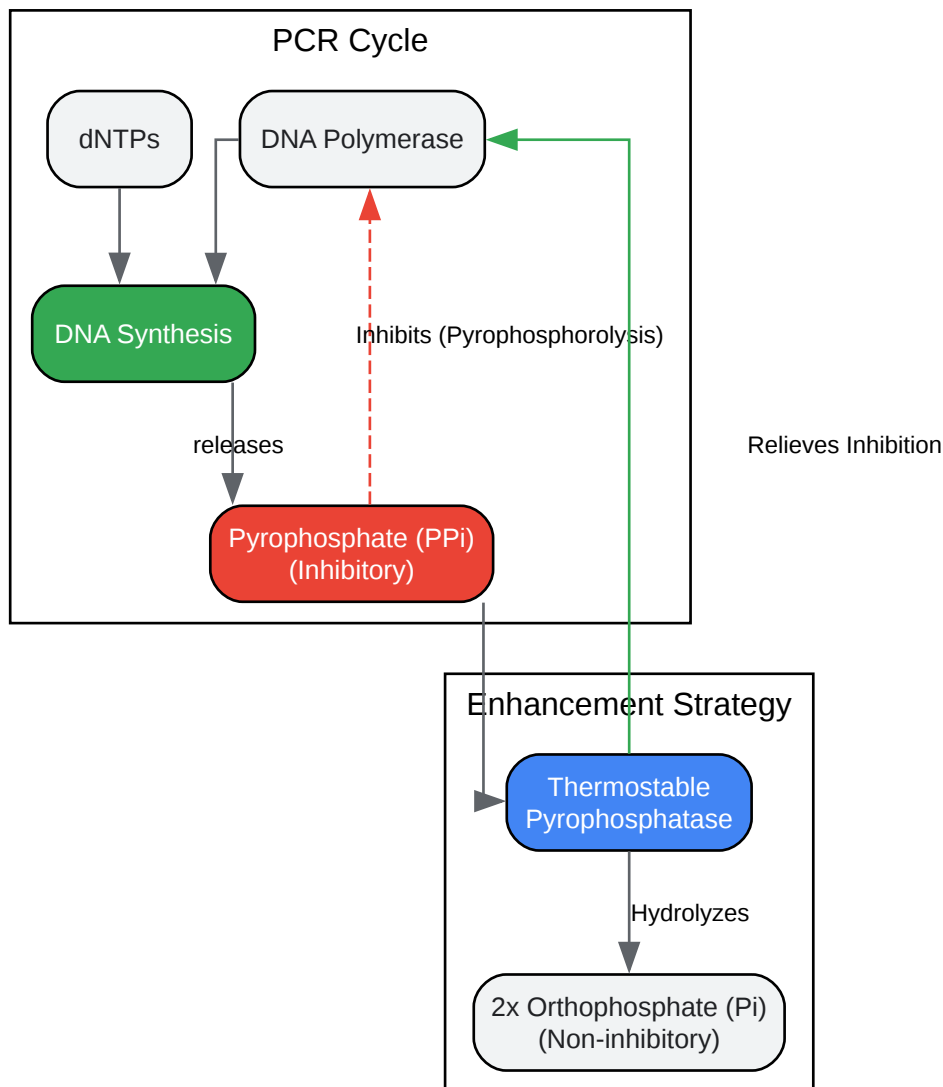 PCR Cycle
dNTPs
DNA Polymerase
DNA Synthesis
Inhibits (Pyrophosphorolysis)
releases
Relieves Inhibition
Pyrophosphate (PPi)
(Inhibitory)
Enhancement Strategy
Thermostable
Pyrophosphatase
Hydrolyzes
2x Orthophosphate (Pi)
(Non-inhibitory)